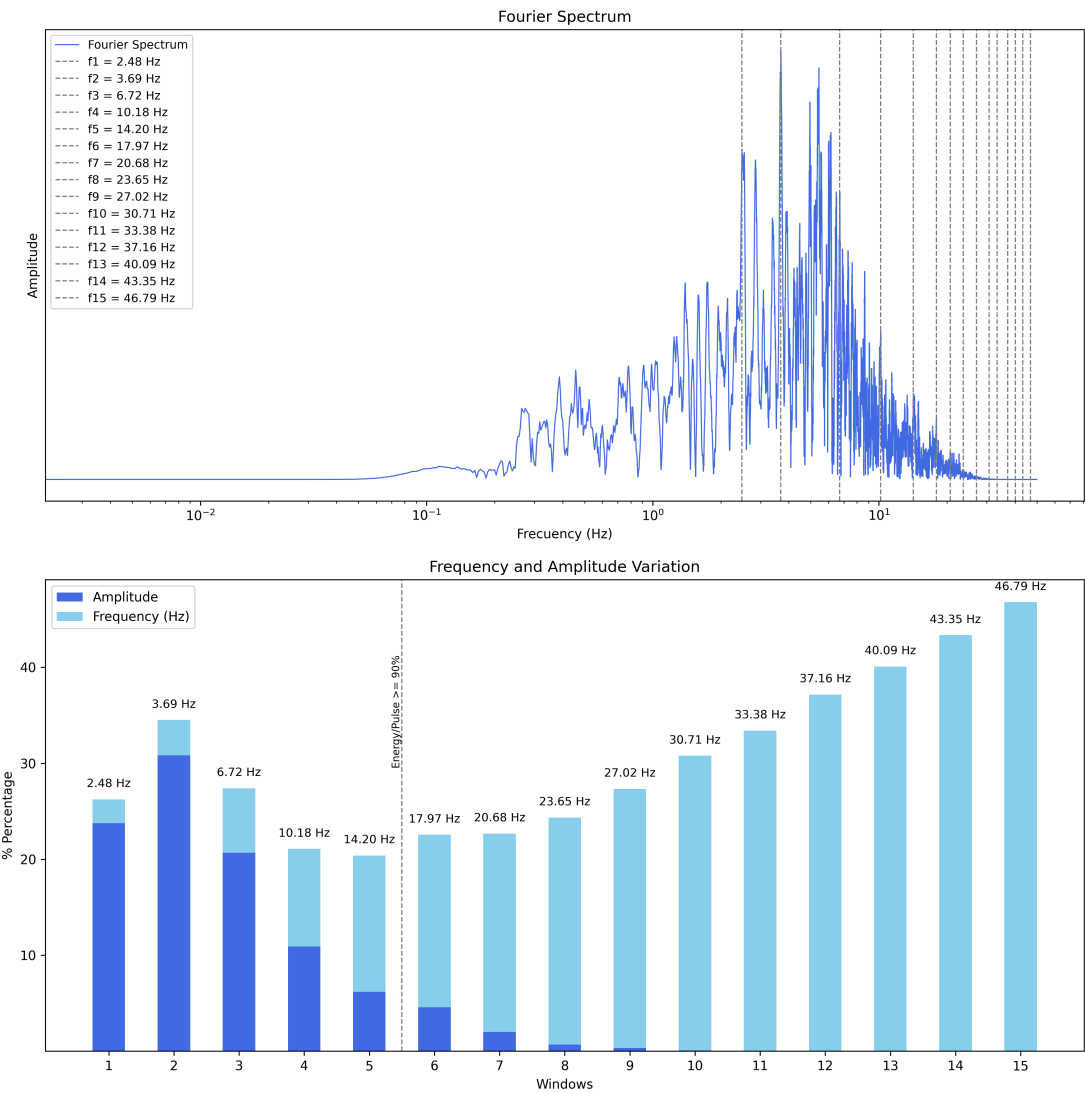 Fourier Spectrum
Fourier Spectrum
f1 = 2.48 Hz
f2 = 3.69 Hz
f3 = 6.72 Hz
f4 = 10.18 Hz
f5 = 14.20 Hz
f6 = 17.97 Hz
f7 = 20.68 Hz
f8 = 23.65 Hz
f9 = 27.02 Hz
f10 = 30.71 Hz
f11 = 33.38 Hz
f12 = 37.16 Hz
f13 = 40.09 Hz
f14 = 43.35 Hz
f15 = 46.79 Hz
Amplitude
10⁻² 10⁻¹ 10⁰ 10¹
Frecuency (Hz)
Frequency and Amplitude Variation
Amplitude
Frequency (Hz)
% Percentage
40
30
20
10
2.48 Hz
3.69 Hz
6.72 Hz
10.18 Hz
14.20 Hz
Energy/Pulse >= 90%
17.97 Hz
20.68 Hz
23.65 Hz
27.02 Hz
30.71 Hz
33.38 Hz
37.16 Hz
40.09 Hz
43.35 Hz
46.79 Hz
1 2 3 4 5 6 7 8 9 10 11 12 13 14 15
Windows